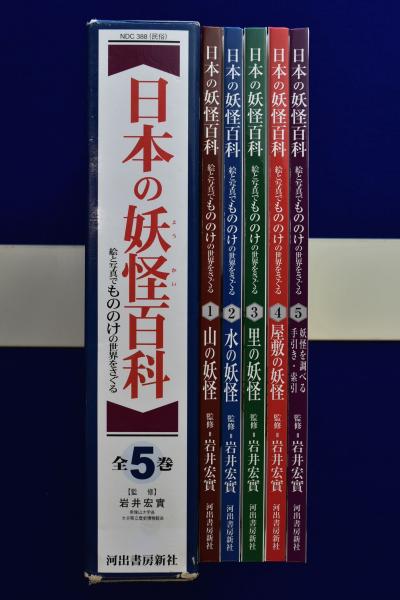 NDC 388 (民俗)
日本の妖怪百科
ようかい
絵と写真でもののけの世界をさぐる
全5巻
【監 修】
岩井宏實
河出書房新社
日本の妖怪百科
絵と写真でもののけの世界をさぐる
1
山の妖怪
監修=岩井宏實
河出書房新社
日本の妖怪百科
絵と写真でもののけの世界をさぐる
2
水の妖怪
監修=岩井宏實
河出書房新社
日本の妖怪百科
絵と写真でもののけの世界をさぐる
3
里の妖怪
監修=岩井宏實
河出書房新社
日本の妖怪百科
絵と写真でもののけの世界をさぐる
4
屋敷の妖怪
監修=岩井宏實
河出書房新社
日本の妖怪百科
絵と写真でもののけの世界をさぐる
5
妖怪を調べる
手引き・索引
監修=岩井宏實
河出書房新社